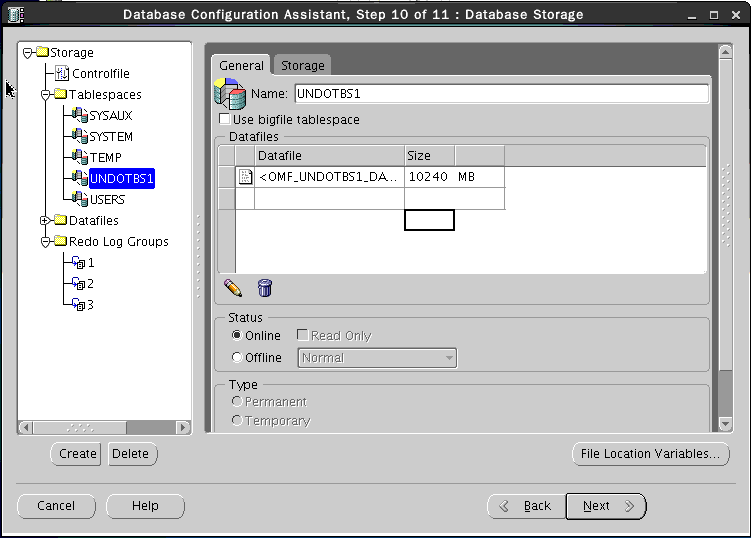 Database Configuration Assistant, Step 10 of 11 : Database Storage
Storage
Controlfile
Tablespaces
SYSAUX
SYSTEM
TEMP
UNDOTBS1
USERS
Datafiles
Redo Log Groups
1
2
3
General Storage
Name: UNDOTBS1
Use bigfile tablespace
Datafiles
Datafile Size
<OMF_UNDOTBS1_DA... 10240 MB
Status
Online Read Only
Offline Normal
Type
Permanent
Temporary
Create Delete File Location Variables...
Cancel Help Back Next